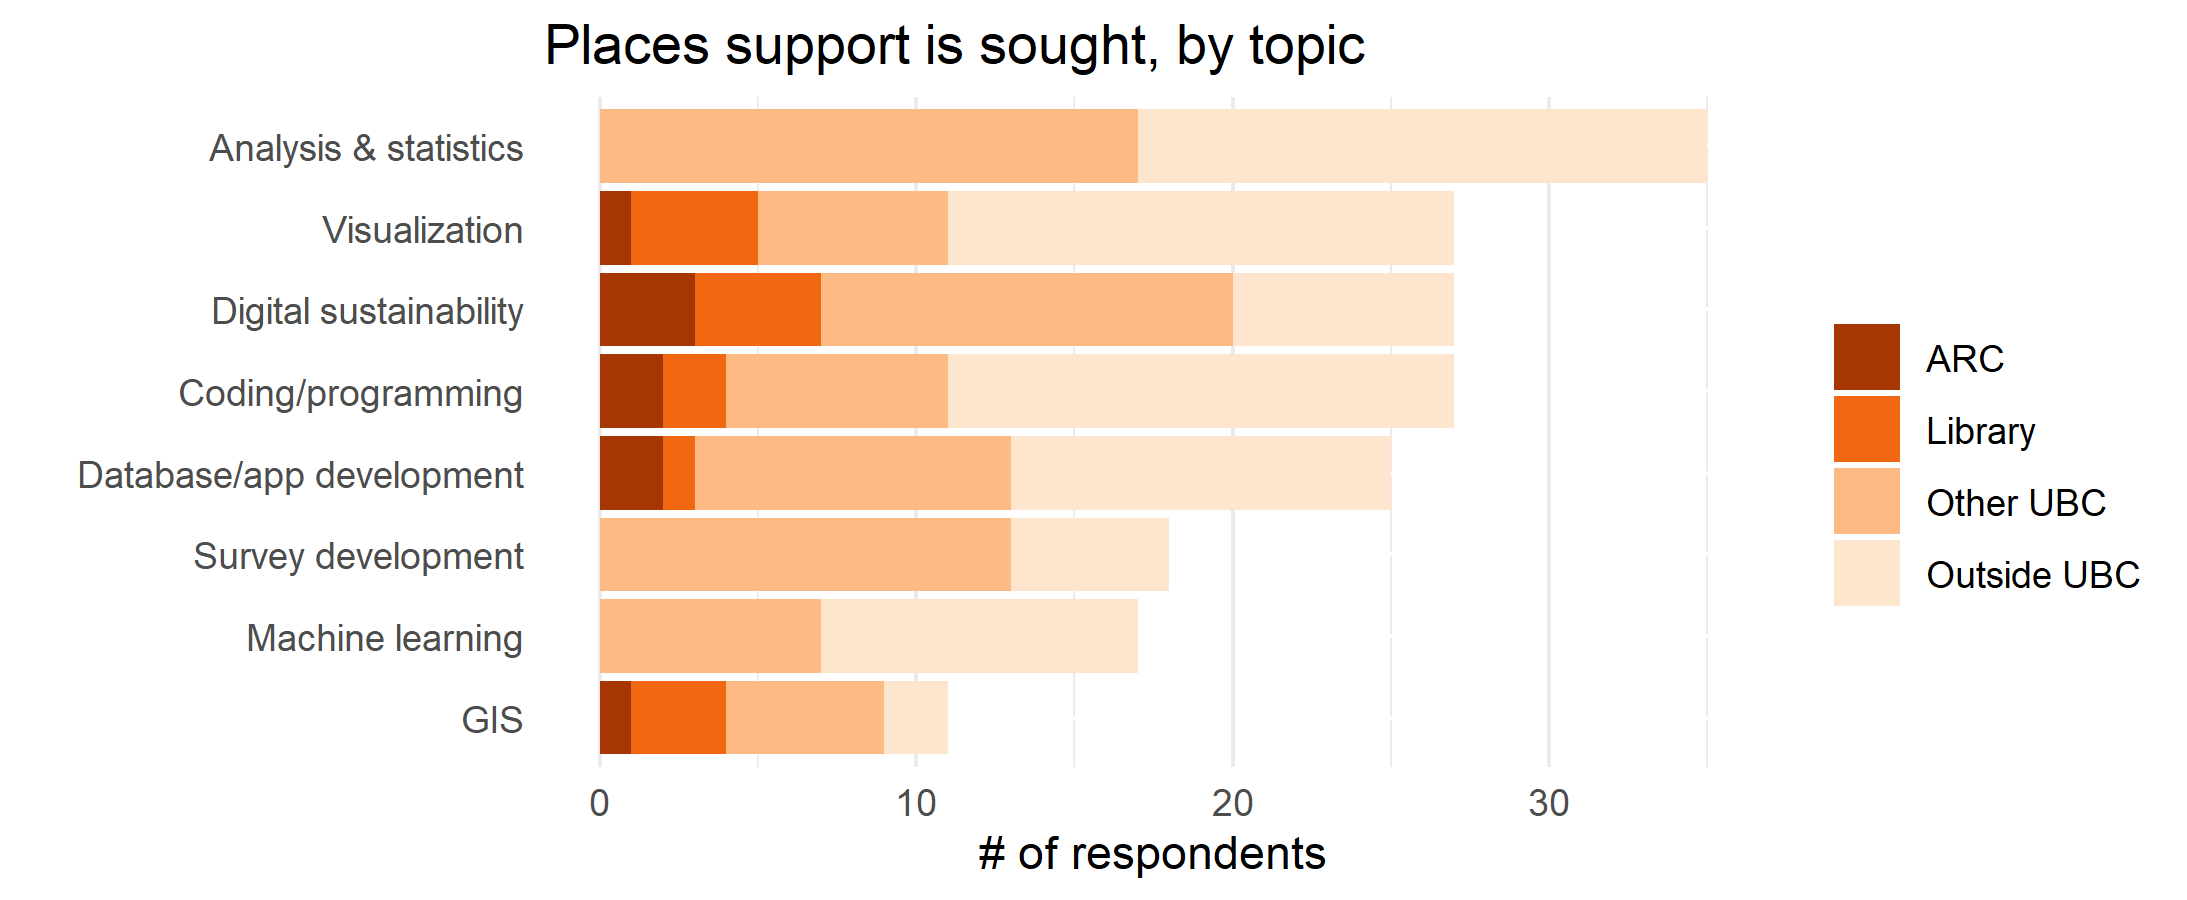 Places support is sought, by topic
Analysis & statistics
Visualization
Digital sustainability
Coding/programming
Database/app development
Survey development
Machine learning
GIS
0 10 20 30
# of respondents
ARC
Library
Other UBC
Outside UBC